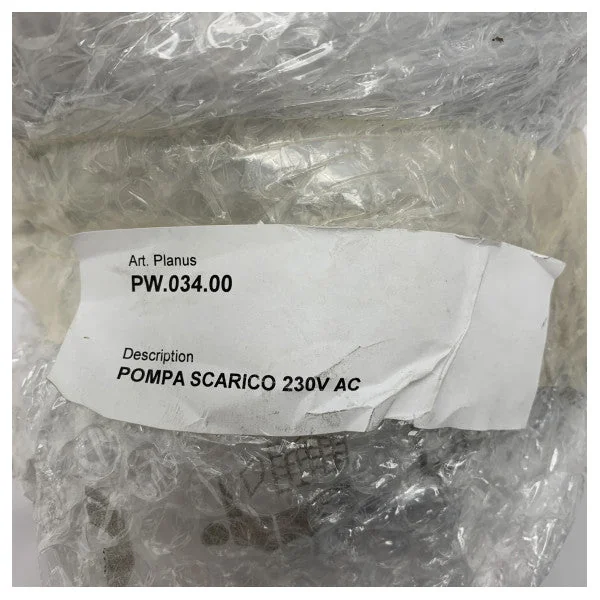 Art. Planus
PW.034.00
Description
POMPA SCARICO 230V AC